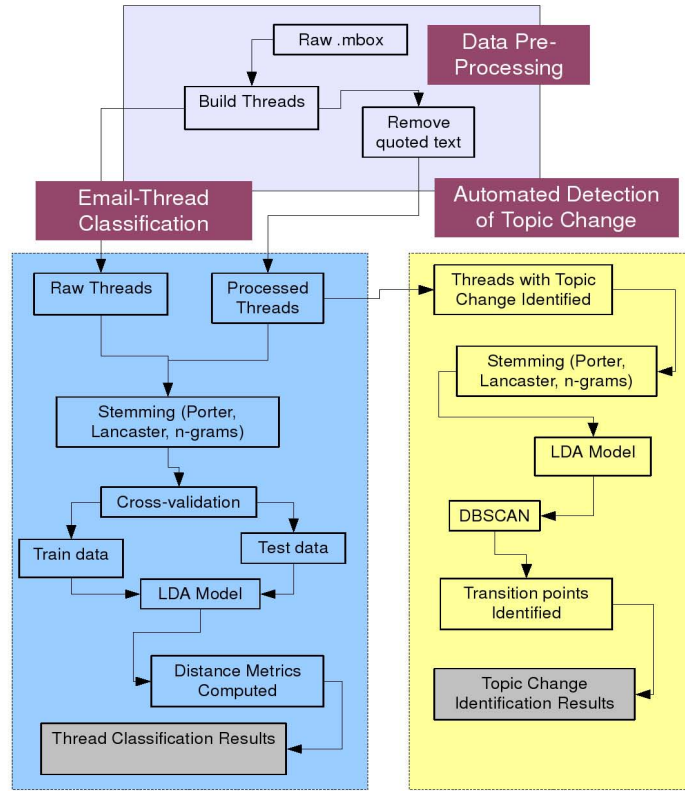 Raw .mbox
Data Pre-
Processing
Build Threads
Remove
quoted text
Email-Thread
Classification
Automated Detection
of Topic Change
Raw Threads
Processed
Threads
Threads with Topic
Change Identified
Stemming (Porter,
Lancaster, n-grams)
Stemming (Porter,
Lancaster, n-grams)
LDA Model
Cross-validation
DBSCAN
Train data
Test data
LDA Model
Transition points
Identified
Distance Metrics
Computed
Topic Change
Identification Results
Thread Classification Results